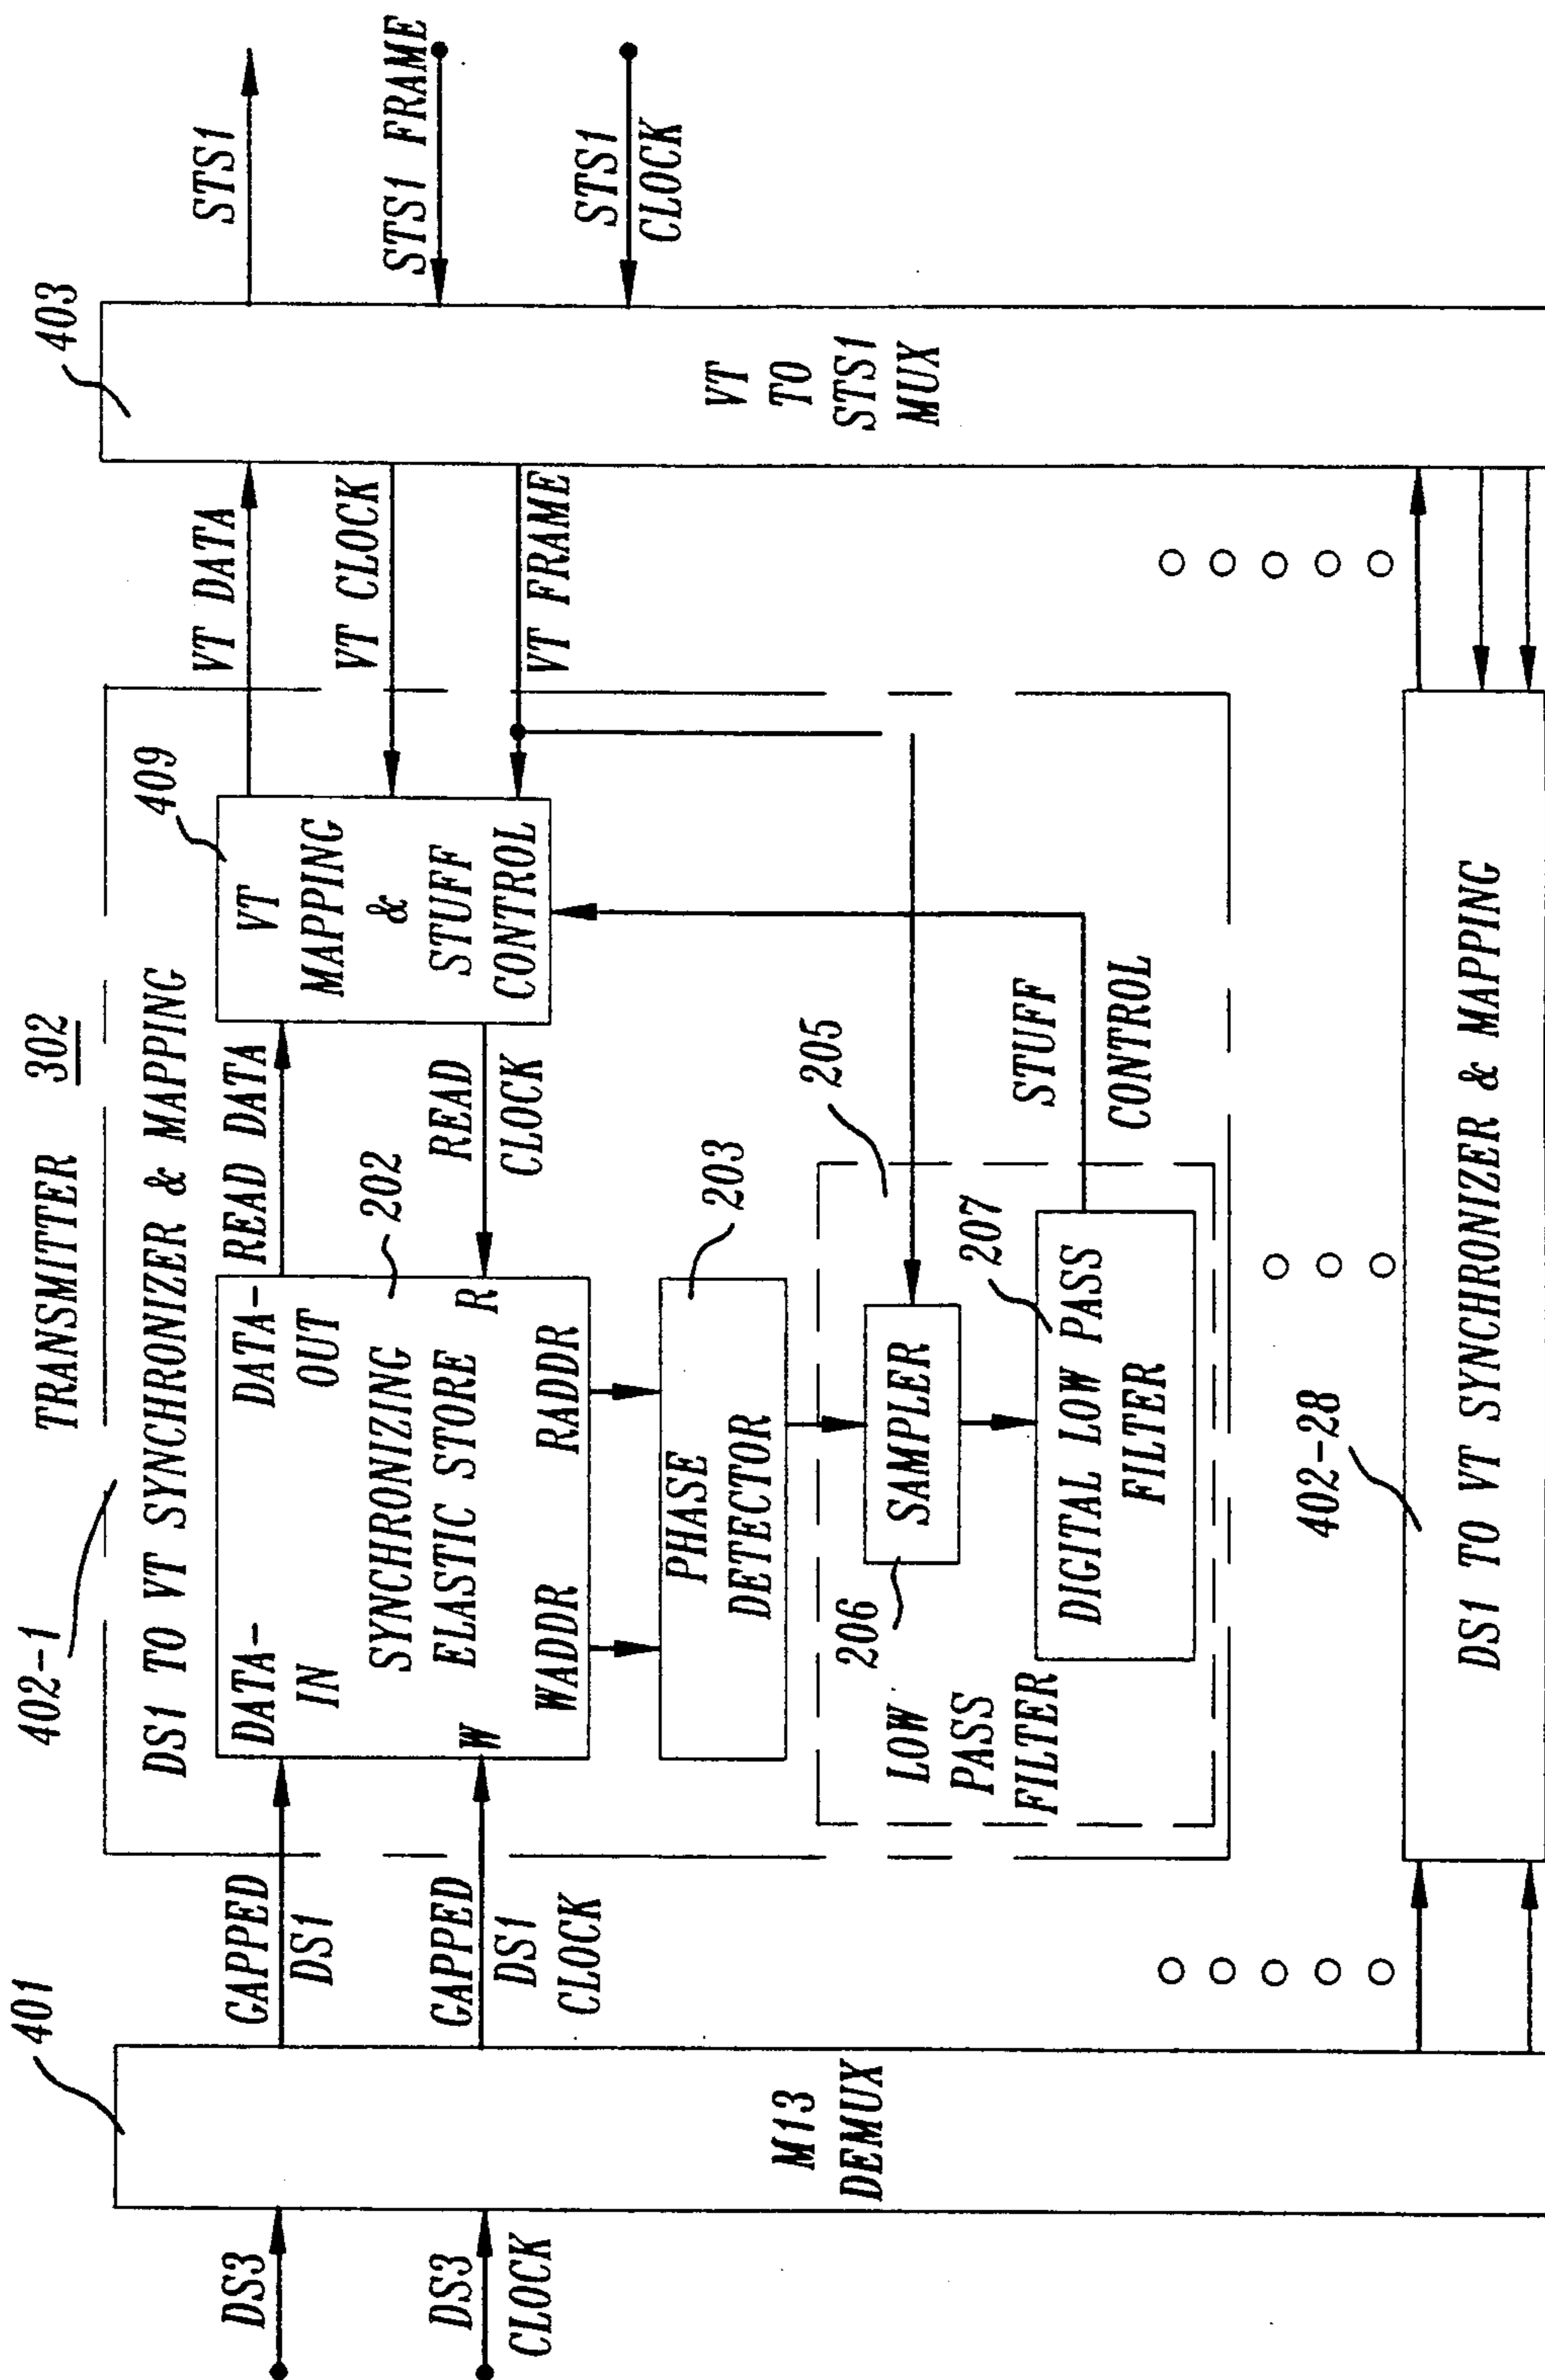 TRANSMITTER 302
402-1
DS1 TO VT SYNCHRONIZER & MAPPING
401
DS3
DS3
CLOCK
M13
DEMUX
GAPPED
DS1
GAPPED
DS1
CLOCK
DATA-
IN
DATA-
OUT
SYNCHRONIZING
ELASTIC STORE
W
R
WADDR
RADDR
202
READ DATA
READ
CLOCK
409
VT
MAPPING
&
STUFF
CONTROL
VT DATA
VT CLOCK
VT FRAME
403
VT
TO
STS1
MUX
STS1
STS1 FRAME
STS1
CLOCK
PHASE
DETECTOR
203
205
206
SAMPLER
207
LOW
PASS
FILTER
DIGITAL LOW PASS
FILTER
STUFF
CONTROL
402-28
DS1 TO VT SYNCHRONIZER & MAPPING